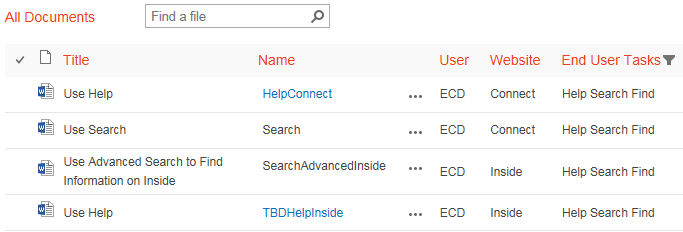 All Documents Find a file
Title Name User Website End User Tasks
Use Help HelpConnect ... ECD Connect Help Search Find
Use Search Search ... ECD Connect Help Search Find
Use Advanced Search to Find SearchAdvancedInside ... ECD Inside Help Search Find
Information on Inside
Use Help TBDHelpInside ... ECD Inside Help Search Find